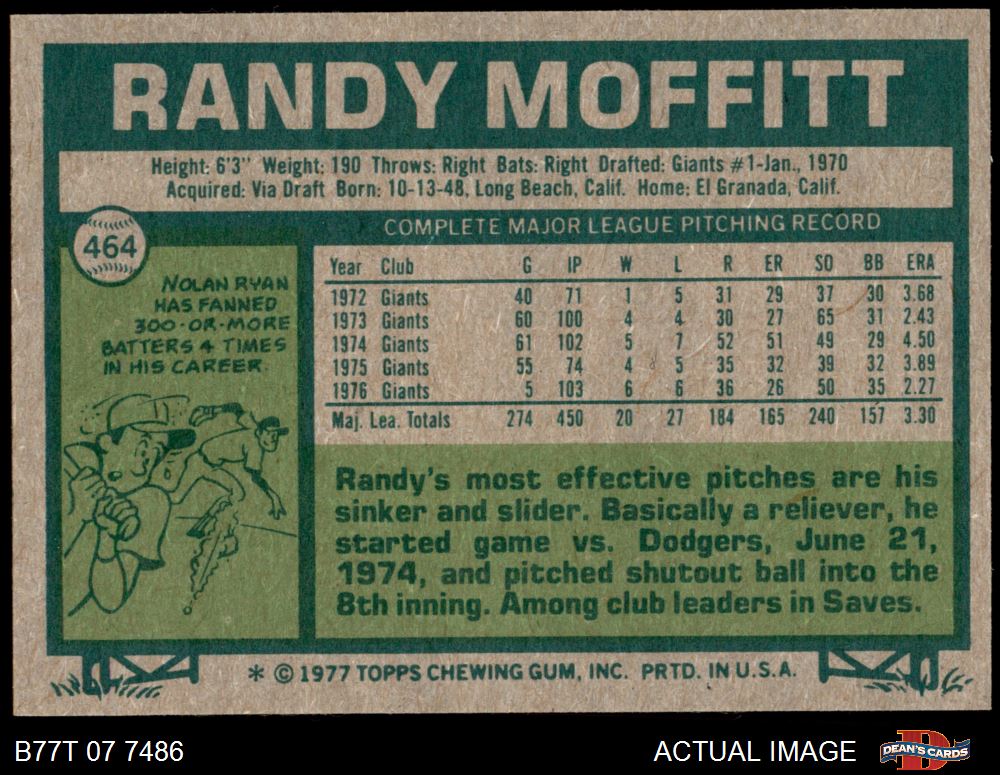 RANDY MOFFITT
Height: 6'3" Weight: 190 Throws: Right Bats: Right Drafted: Giants #1-Jan., 1970
Acquired: Via Draft Born: 10-13-48, Long Beach, Calif. Home: El Granada, Calif.
464
NOLAN RYAN
HAS FANNED
300-OR-MORE
BATTERS 4 TIMES
IN HIS CAREER.
COMPLETE MAJOR LEAGUE PITCHING RECORD
Year Club G IP W L R ER SO BB ERA
1972 Giants 40 71 1 5 31 29 37 30 3.68
1973 Giants 60 100 4 4 30 27 65 31 2.43
1974 Giants 61 102 5 7 52 51 49 29 4.50
1975 Giants 55 74 4 5 35 32 39 32 3.89
1976 Giants 5 103 6 6 36 26 50 35 2.27
Maj. Lea. Totals 274 450 20 27 184 165 240 157 3.30
Randy's most effective pitches are his
sinker and slider. Basically a reliever, he
started game vs. Dodgers, June 21,
1974, and pitched shutout ball into the
8th inning. Among club leaders in Saves.
* © 1977 TOPPS CHEWING GUM, INC. PRTD. IN U.S.A.
B77T 07 7486
ACTUAL IMAGE
D
DEAN'S CARDS